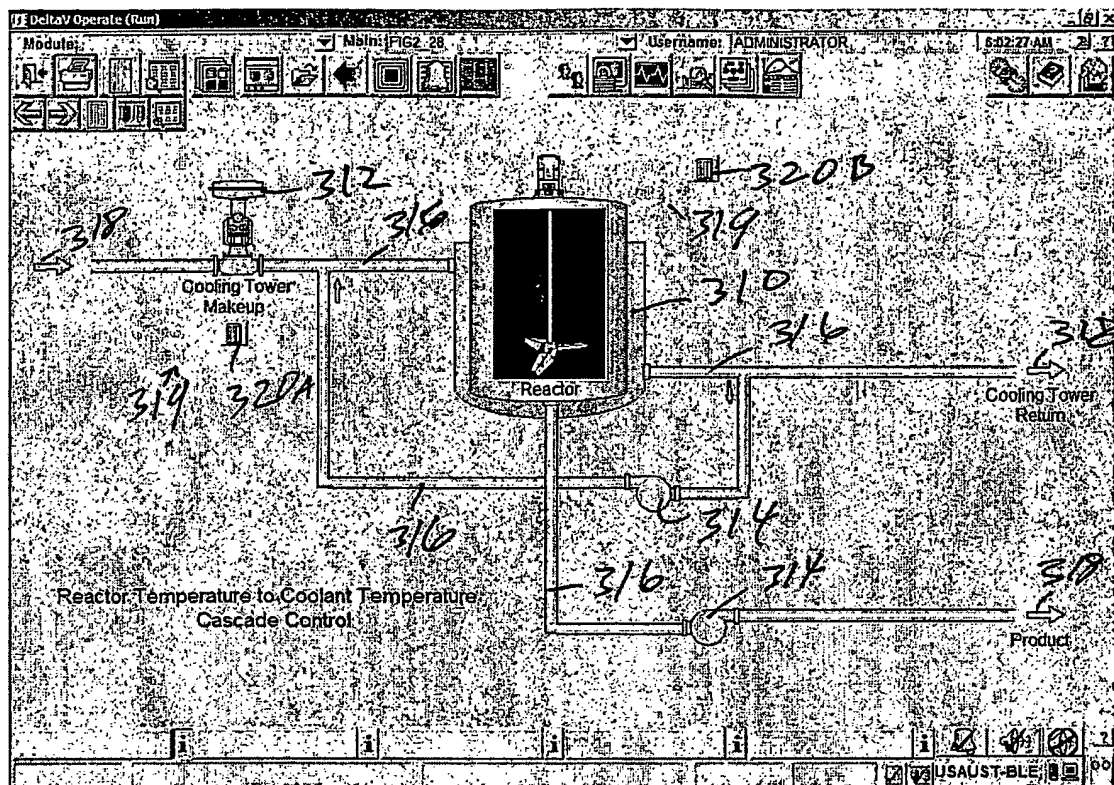 DeltaV Operate (Run)
Module: Main: FIG2_28 Username: ADMINISTRATOR 6:02:27 AM
312
320B
318
316
319
Cooling Tower
Makeup
310
316
318
319
320A
Reactor
Cooling Tower
Return
314
316
316
314
318
Reactor Temperature to Coolant Temperature
Cascade Control
Product
USAUST-BLE